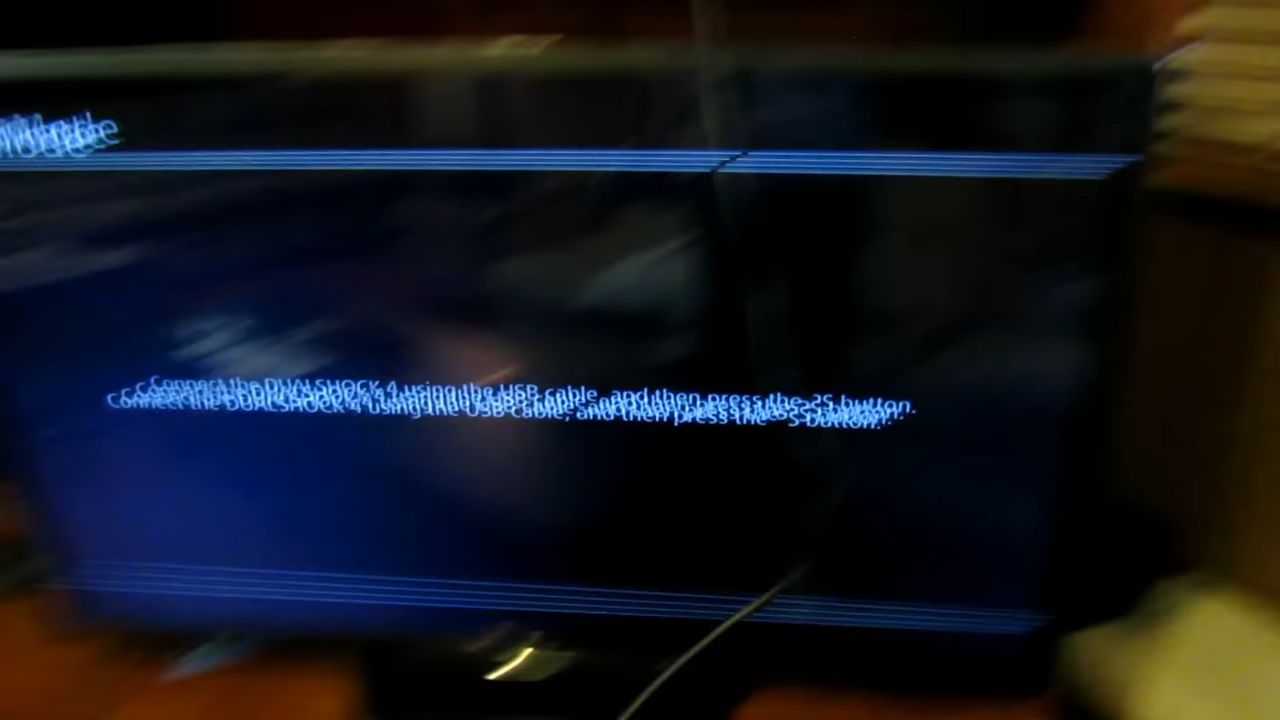 Connect the DUALSHOCK 4 using the USB cable, and then press the PS button.